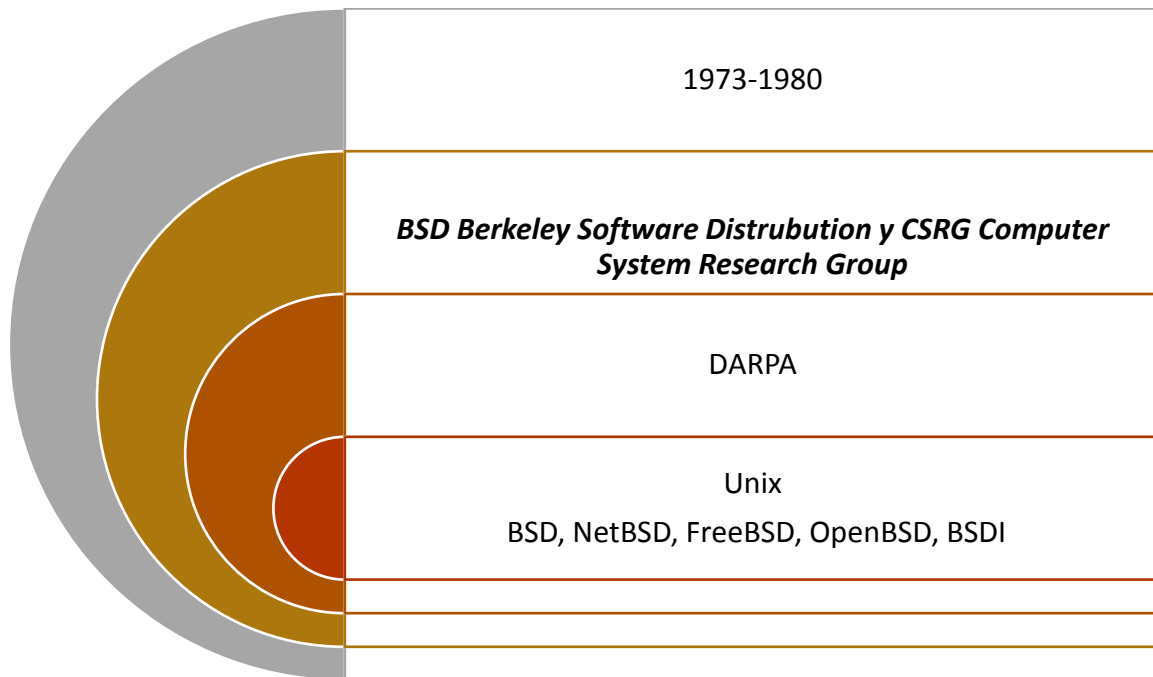 1973-1980
BSD Berkeley Software Distrubution y CSRG Computer
System Research Group
DARPA
Unix
BSD, NetBSD, FreeBSD, OpenBSD, BSDI